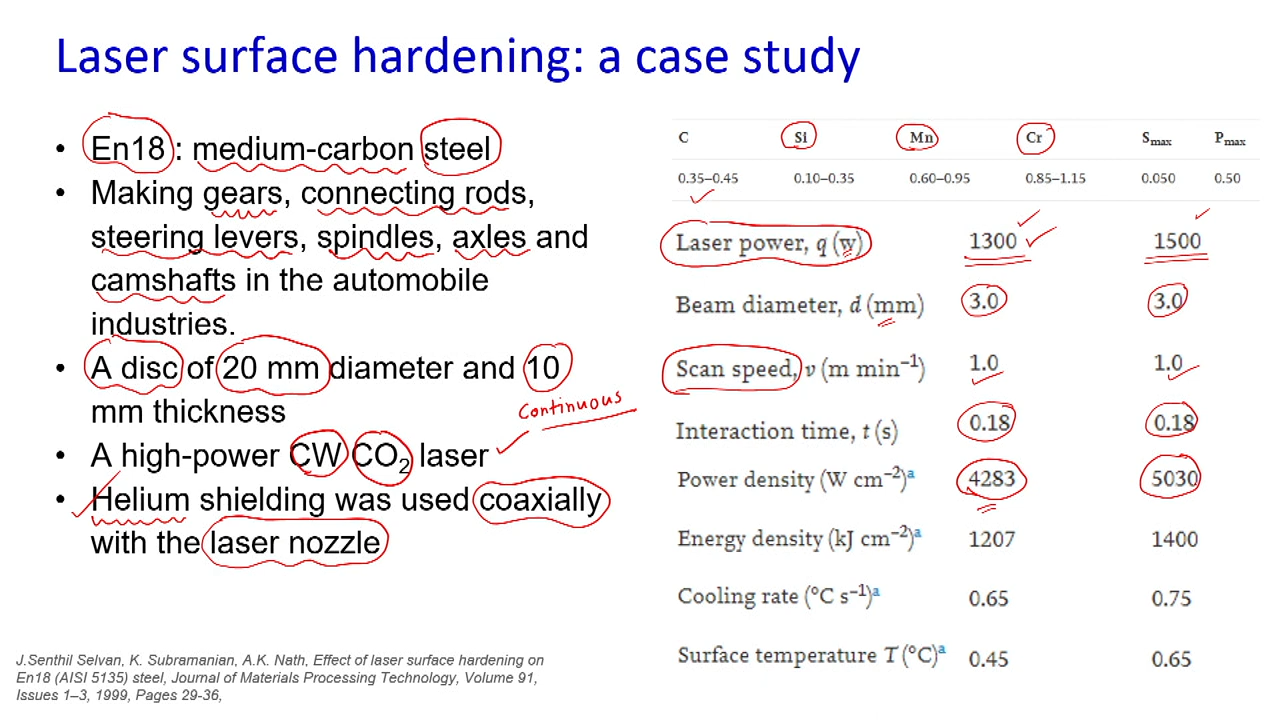 Laser surface hardening: a case study
• En18 : medium-carbon steel
• Making gears, connecting rods,
steering levers, spindles, axles and
camshafts in the automobile
industries.
• A disc of 20 mm diameter and 10
mm thickness
Continuous
• A high-power CW CO₂ laser
• Helium shielding was used coaxially
with the laser nozzle
J.Senthil Selvan, K. Subramanian, A.K. Nath, Effect of laser surface hardening on
En18 (AISI 5135) steel, Journal of Materials Processing Technology, Volume 91,
Issues 1–3, 1999, Pages 29-36,
C Si Mn Cr Smax Pmax
0.35–0.45 0.10–0.35 0.60–0.95 0.85–1.15 0.050 0.50
Laser power, q (w) 1300 1500
Beam diameter, d (mm) 3.0 3.0
Scan speed, v (m min⁻¹) 1.0 1.0
Interaction time, t (s) 0.18 0.18
Power density (W cm⁻²)ᵃ 4283 5030
Energy density (kJ cm⁻²)ᵃ 1207 1400
Cooling rate (°C s⁻¹)ᵃ 0.65 0.75
Surface temperature T (°C)ᵃ 0.45 0.65